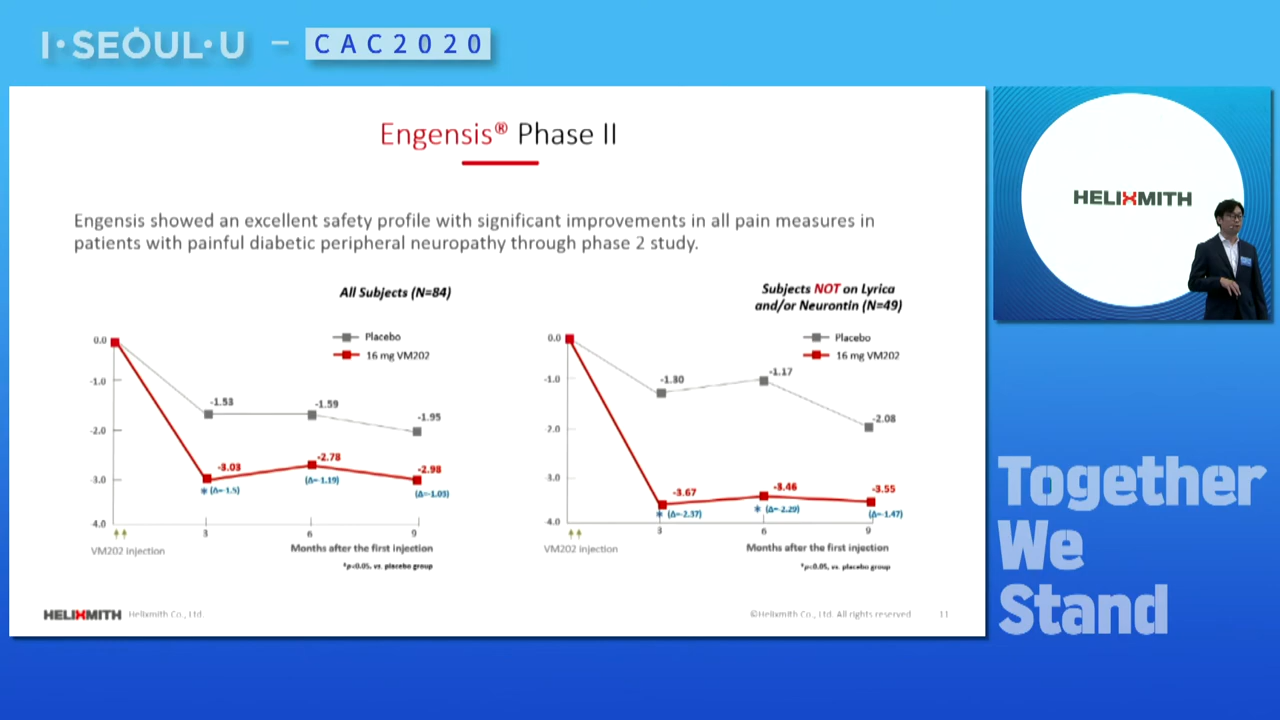 I·SEOUL·U – CAC2020
Engensis® Phase II
Engensis showed an excellent safety profile with significant improvements in all pain measures in
patients with painful diabetic peripheral neuropathy through phase 2 study.
All Subjects (N=84)
Placebo
16 mg VM202
0.0
-1.0
-2.0
-3.0
4.0
-1.53
-1.59
-1.95
-3.03
-2.78
-2.98
* (Δ=-1.5)
(Δ=-1.19)
(Δ=-1.03)
3
6
9
VM202 injection
Months after the first injection
*p<0.05, vs. placebo group
Subjects NOT on Lyrica
and/or Neurontin (N=49)
Placebo
16 mg VM202
0.0
-1.0
2.0
3.0
-4.0
-1.30
-1.17
-2.08
-3.67
-3.46
-3.55
* (Δ=-2.37)
* (Δ=-2.29)
(Δ=-1.47)
3
6
9
VM202 injection
Months after the first injection
*p<0.05, vs. placebo group
HELIXMITH Helixmith Co., Ltd.
©Helixmith Co., Ltd. All rights reserved 11
HELIXMITH
Together
We
Stand